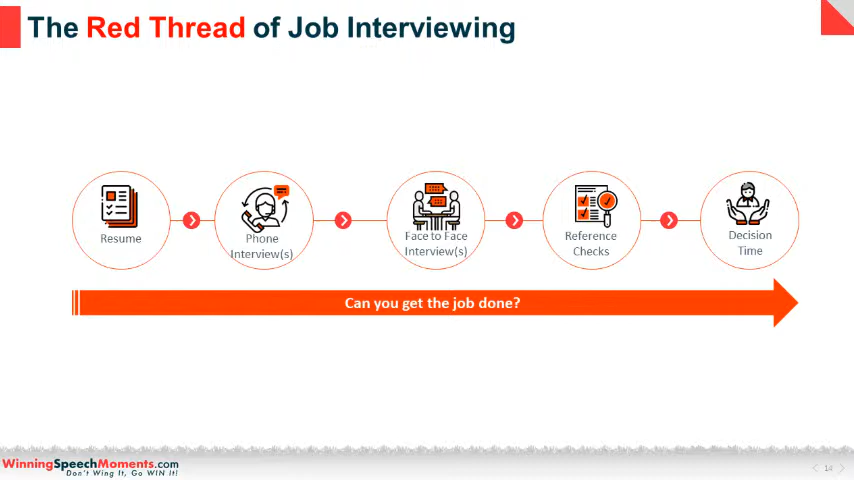 The Red Thread of Job Interviewing
Resume
Phone
Interview(s)
Face to Face
Interview(s)
Reference
Checks
Decision
Time
Can you get the job done?
WinningSpeechMoments.com
Don't Wing It, Go WIN It!
14